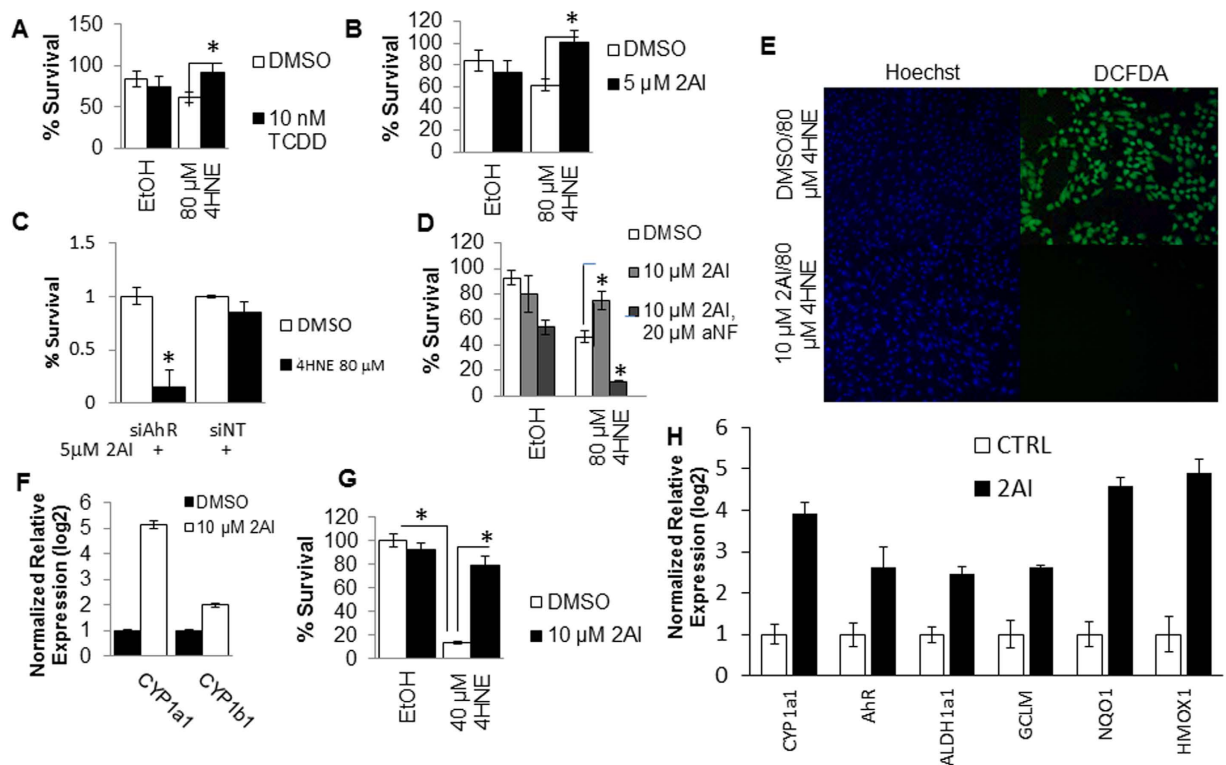 A
% Survival
150
100
50
0
*
DMSO
10 nM
TCDD
EtOH
80 µM
4HNE
B
% Survival
120
100
80
60
40
20
0
*
DMSO
5 µM 2AI
EtOH
80 µM
4HNE
E
Hoechst
DCFDA
DMSO/80
µM 4HNE
10 µM 2AI/80
µM 4HNE
C
% Survival
1.5
1
0.5
0
*
DMSO
4HNE 80 µM
siAhR
siNT
5µM 2AI
+
+
D
% Survival
120
100
80
60
40
20
0
*
*
DMSO
10 µM 2AI
10 µM 2AI,
20 µM aNF
EtOH
80 µM
4HNE
F
Normalized Relative
Expression (log2)
6
5
4
3
2
1
0
DMSO
10 µM 2AI
CYP1a1
CYP1b1
G
% Survival
120
100
80
60
40
20
0
*
*
DMSO
10 µM 2AI
EtOH
40 µM
4HNE
H
Normalized Relative
Expression (log2)
6
5
4
3
2
1
0
CTRL
2AI
CYP1a1
AhR
ALDH1a1
GCLM
NQO1
HMOX1